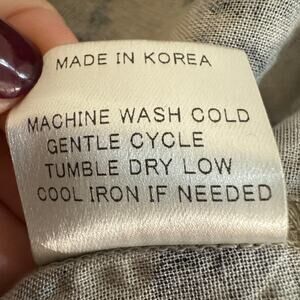 MADE IN KOREA
MACHINE WASH COLD
GENTLE CYCLE
TUMBLE DRY LOW
COOL IRON IF NEEDED